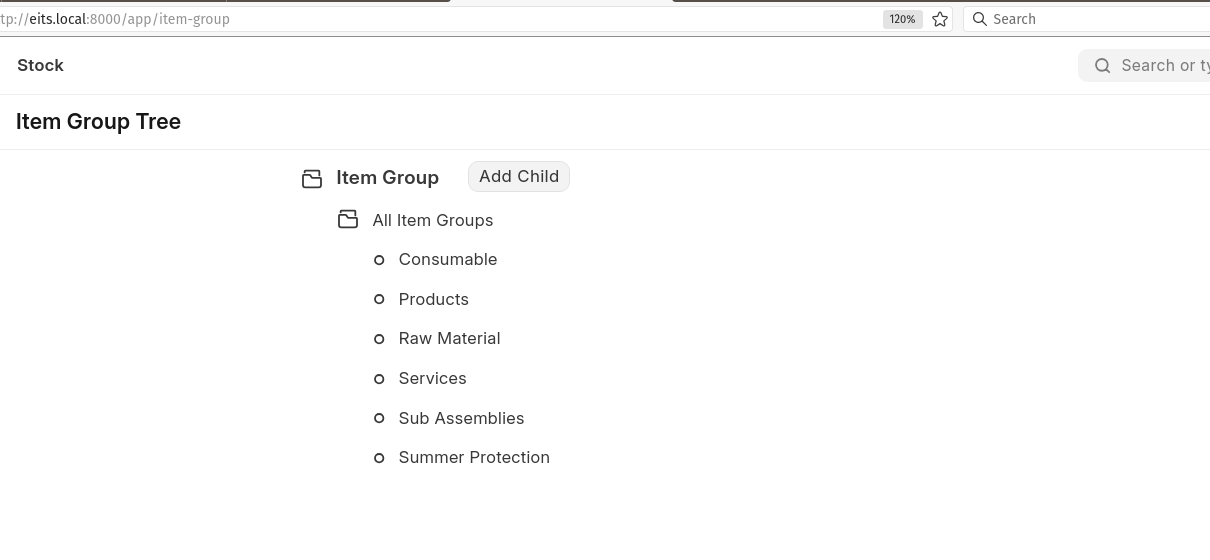 tp://eits.local:8000/app/item-group 120% Search
Stock Search or ty
Item Group Tree
Item Group Add Child
All Item Groups
Consumable
Products
Raw Material
Services
Sub Assemblies
Summer Protection